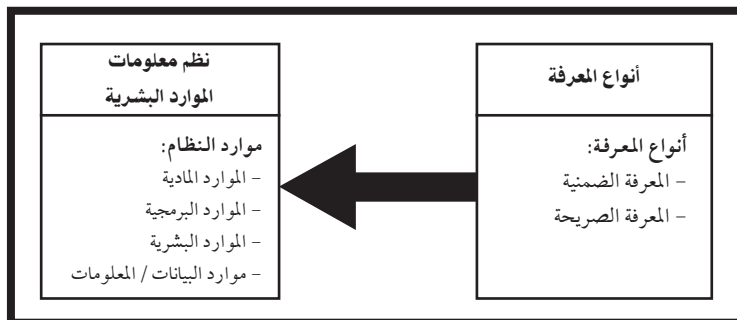 أنواع المعرفة
أنواع المعرفة:
– المعرفة الضمنية
– المعرفة الصريحة
نظم معلومات
الموارد البشرية
موارد النظام:
– الموارد المادية
– الموارد البرمجية
– الموارد البشرية
– موارد البيانات / المعلومات